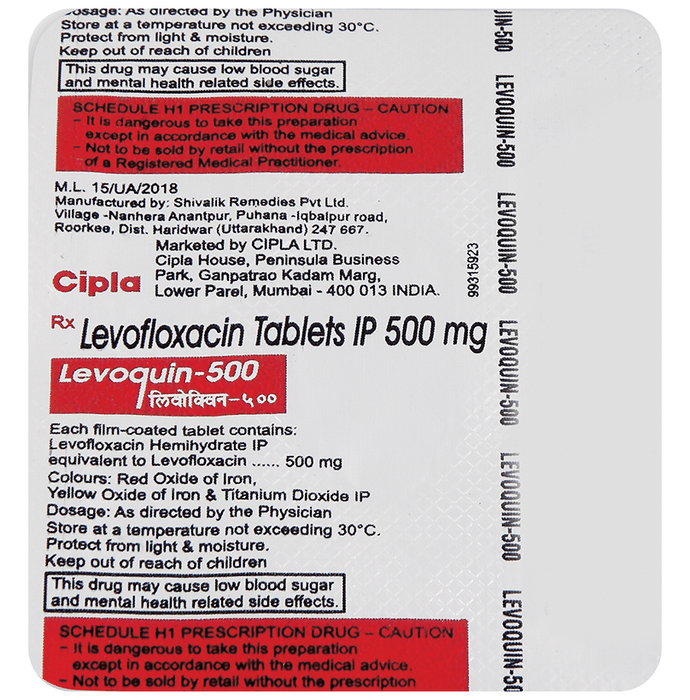 Dosage: As directed by the Physician
Store at a temperature not exceeding 30°C.
Protect from light & moisture.
Keep out of reach of children
This drug may cause low blood sugar
and mental health related side effects.
SCHEDULE H1 PRESCRIPTION DRUG – CAUTION
- It is dangerous to take this preparation
except in accordance with the medical advice.
- Not to be sold by retail without the prescription
of a Registered Medical Practitioner.
M.L. 15/UA/2018
Manufactured by: Shivalik Remedies Pvt Ltd.
Village -Nanhera Anantpur, Puhana -Iqbalpur road,
Roorkee, Dist. Haridwar (Uttarakhand) 247 667.
Marketed by CIPLA LTD.
Cipla House, Peninsula Business
Park, Ganpatrao Kadam Marg,
Lower Parel, Mumbai - 400 013 INDIA.
Cipla
99315923
Rx Levofloxacin Tablets IP 500 mg
Levoquin-500
लिवोक्विन-५००
Each film-coated tablet contains:
Levofloxacin Hemihydrate IP
equivalent to Levofloxacin ...... 500 mg
Colours: Red Oxide of Iron,
Yellow Oxide of Iron & Titanium Dioxide IP
Dosage: As directed by the Physician
Store at a temperature not exceeding 30°C.
Protect from light & moisture.
Keep out of reach of children
This drug may cause low blood sugar
and mental health related side effects.
SCHEDULE H1 PRESCRIPTION DRUG – CAUTION
- It is dangerous to take this preparation
except in accordance with the medical advice.
- Not to be sold by retail without the prescription
UIN-500
LEVOQUIN-500
LEVOQUIN-500
LEVOQUIN-500
LEVOQUIN-500
LEVOQUIN-50